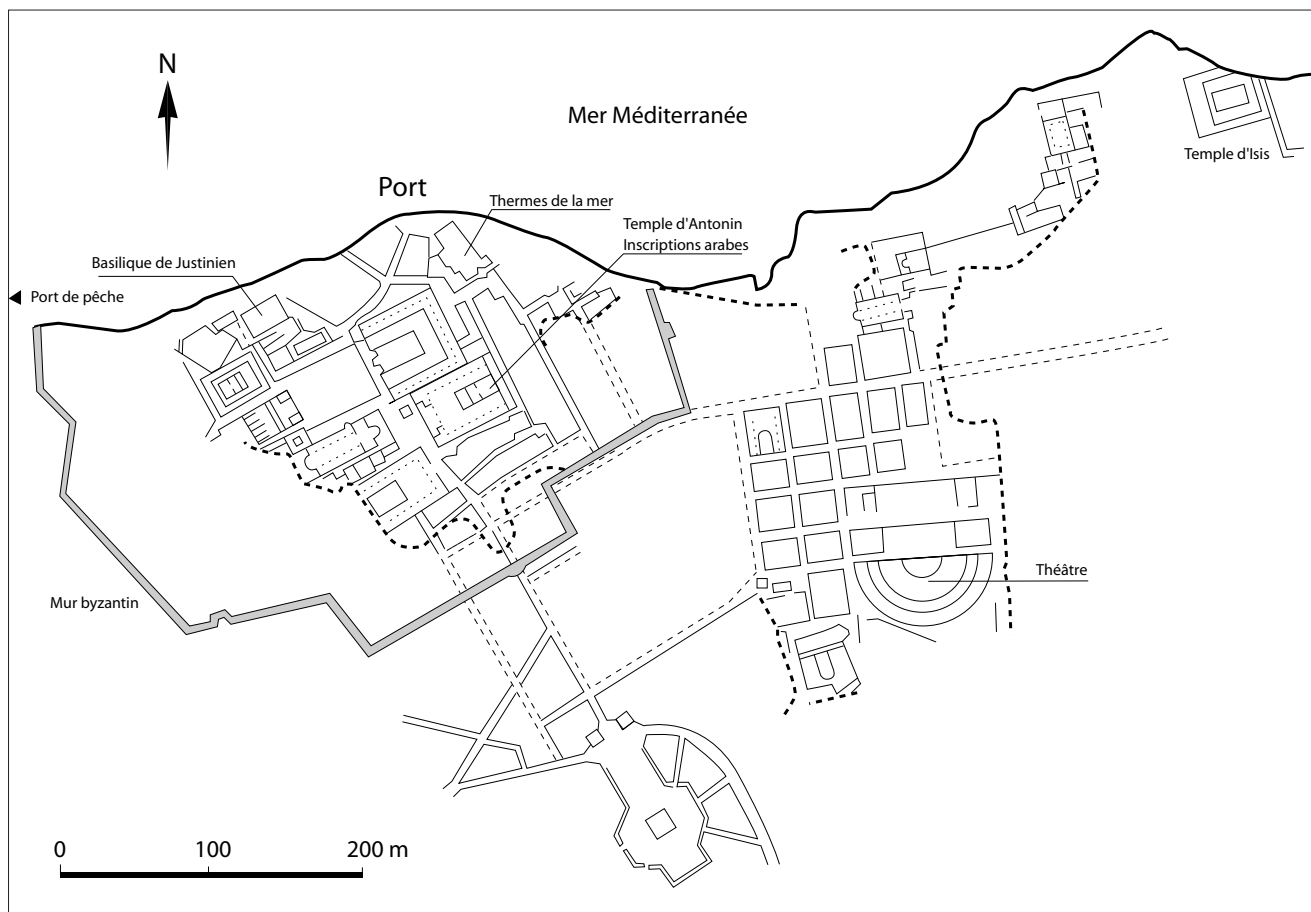 N
Mer Méditerranée
Temple d'Isis
Port
Thermes de la mer
Temple d'Antonin
Inscriptions arabes
Basilique de Justinien
Port de pêche
Théâtre
Mur byzantin
0 100 200 m